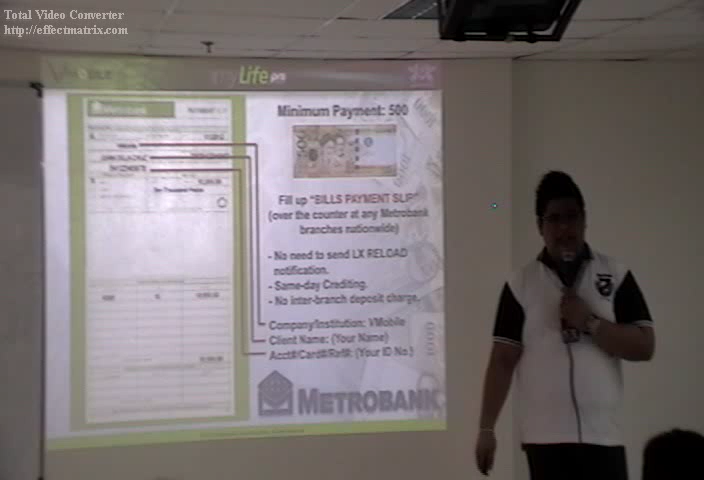 Total Video Converter
http://effectmatrix.com
myLife pro
Minimum Payment: 500
Fill up "BILLS PAYMENT SLIP"
(over the counter at any Metrobank
branches nationwide)
- No need to send LX RELOAD
notification.
- Same-day Crediting.
- No inter-branch deposit charge.
Company/Institution: VMobile
Client Name: (Your Name)
Acct#/Card#/Ref#: (Your ID No.)
METROBANK